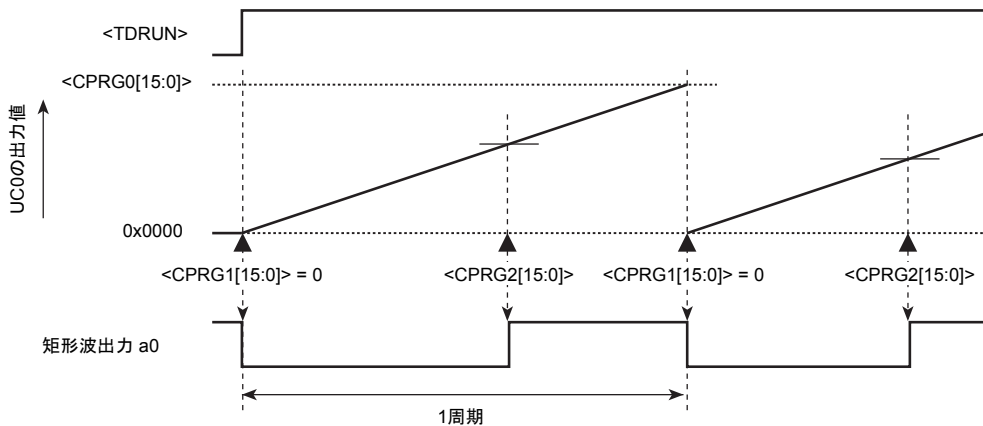 <TDRUN>
<CPRG0[15:0]>
UC0の出力値
0x0000
<CPRG1[15:0]> = 0
<CPRG2[15:0]>
<CPRG1[15:0]> = 0
<CPRG2[15:0]>
矩形波出力 a0
1周期